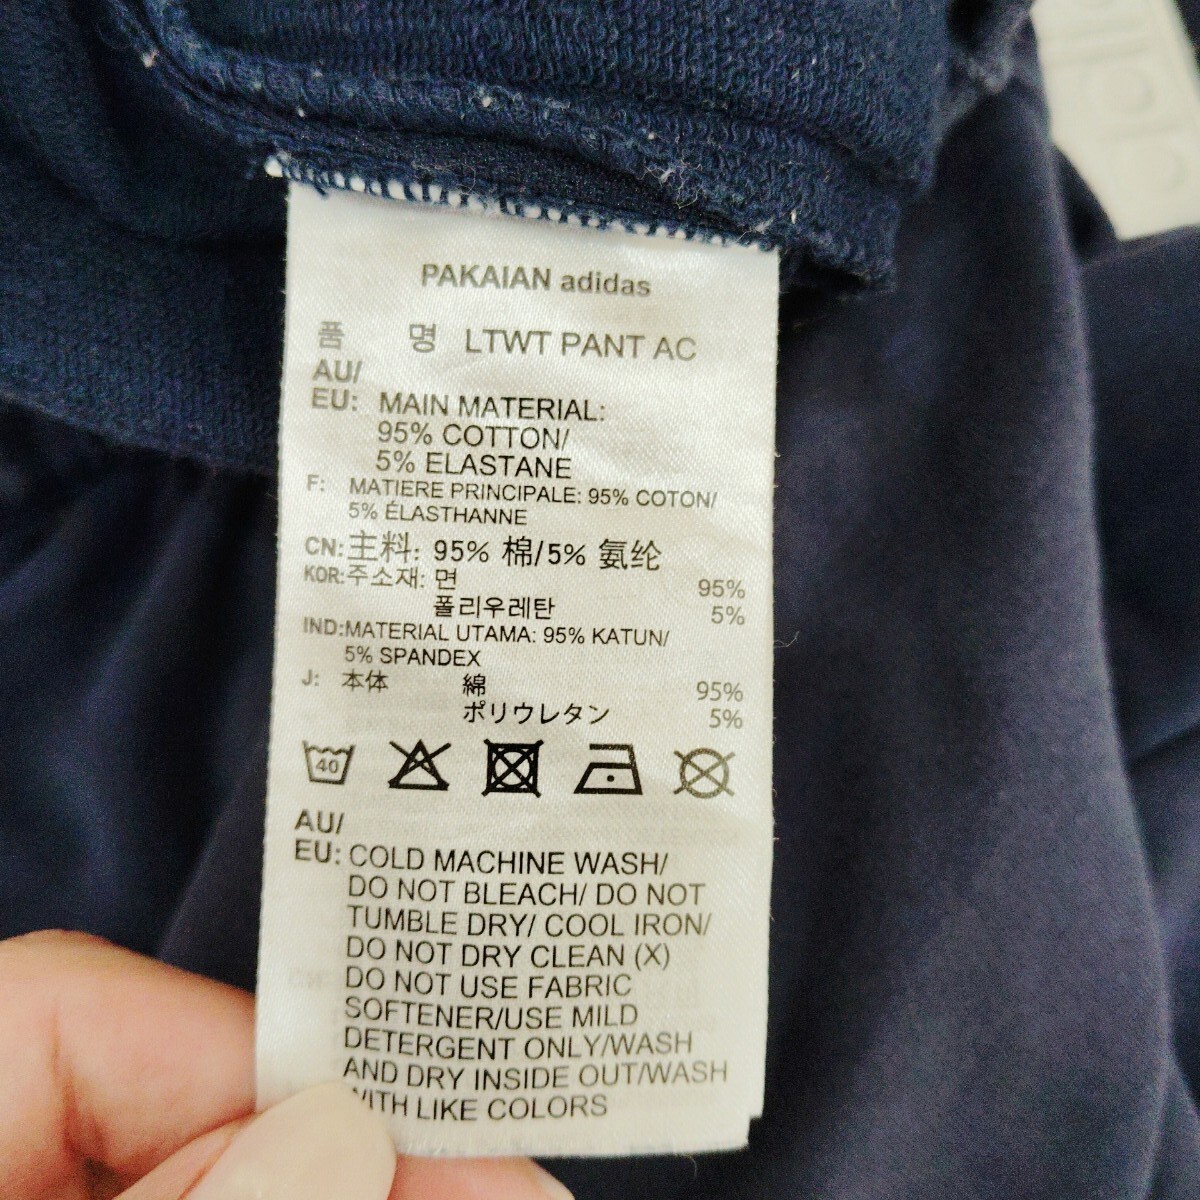 PAKAIAN adidas
품 명 LTWT PANT AC
AU/
EU: MAIN MATERIAL:
95% COTTON/
5% ELASTANE
F: MATIERE PRINCIPALE: 95% COTON/
5% ÉLASTHANNE
CN:主料: 95% 棉/5% 氨纶
KOR:주소재: 면 95%
폴리우레탄 5%
IND:MATERIAL UTAMA: 95% KATUN/
5% SPANDEX
J: 本体 綿 95%
ポリウレタン 5%
40
AU/
EU: COLD MACHINE WASH/
DO NOT BLEACH/ DO NOT
TUMBLE DRY/ COOL IRON/
DO NOT DRY CLEAN (X)
DO NOT USE FABRIC
SOFTENER/USE MILD
DETERGENT ONLY/WASH
AND DRY INSIDE OUT/WASH
WITH LIKE COLORS